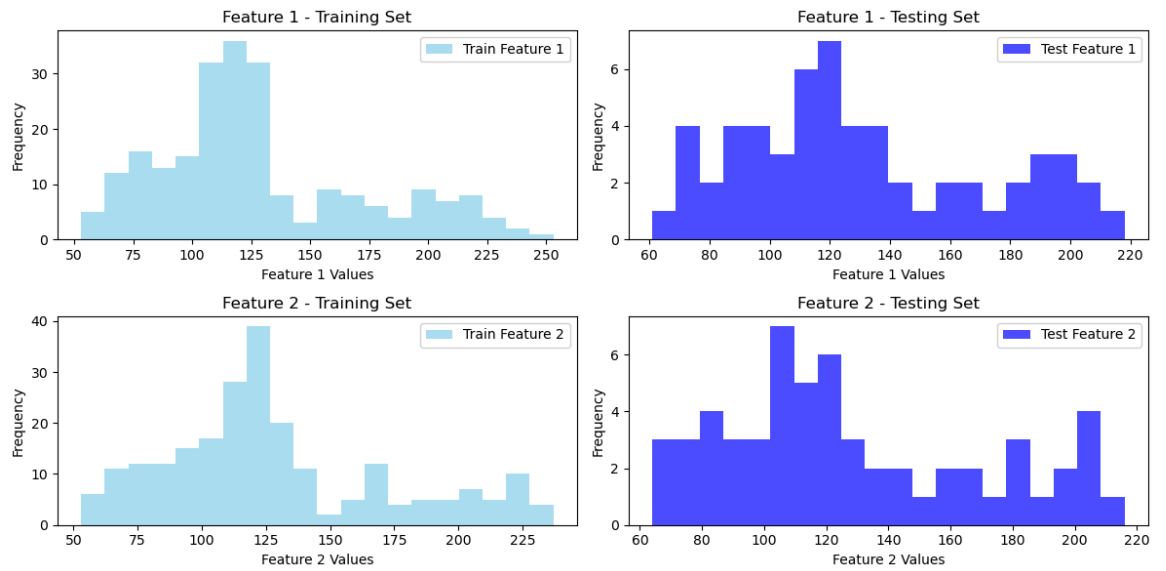 Feature 1 - Training Set
Train Feature 1
Frequency
30
20
10
0
50 75 100 125 150 175 200 225 250
Feature 1 Values
Feature 1 - Testing Set
Test Feature 1
Frequency
6
4
2
0
60 80 100 120 140 160 180 200 220
Feature 1 Values
Feature 2 - Training Set
Train Feature 2
Frequency
40
30
20
10
0
50 75 100 125 150 175 200 225
Feature 2 Values
Feature 2 - Testing Set
Test Feature 2
Frequency
6
4
2
0
60 80 100 120 140 160 180 200 220
Feature 2 Values